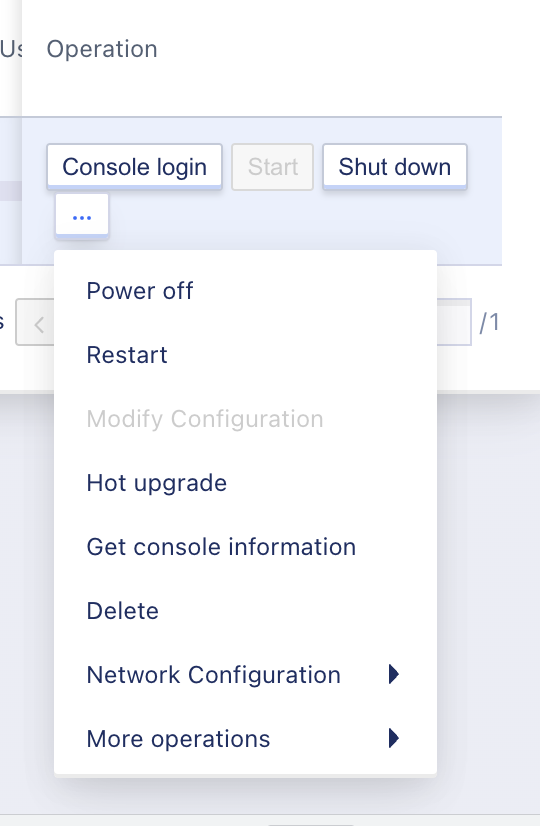 Operation
Console login Start Shut down
...
Power off
/1
Restart
Modify Configuration
Hot upgrade
Get console information
Delete
Network Configuration
More operations